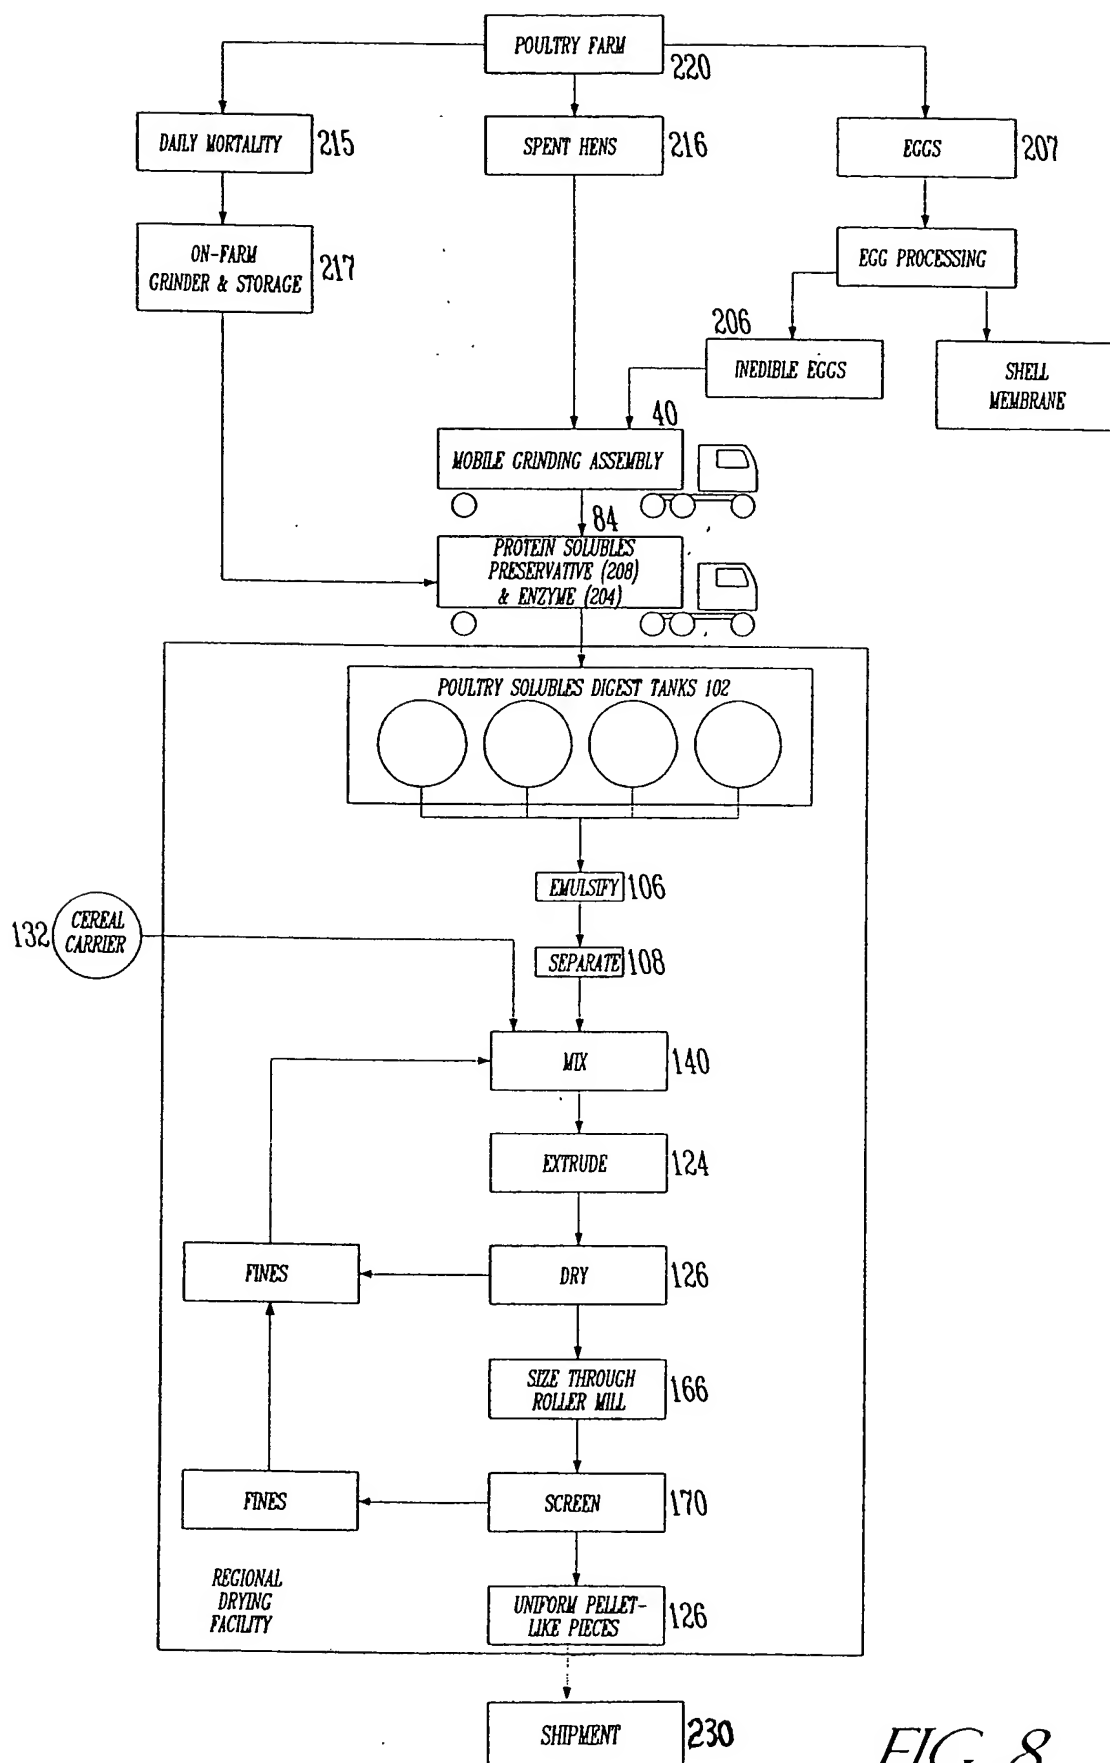 POULTRY FARM
220
DAILY MORTALITY
215
SPENT HENS
216
EGGS
207
ON-FARM
GRINDER & STORAGE
217
EGG PROCESSING
206
INEDIBLE EGGS
SHELL
MEMBRANE
40
MOBILE GRINDING ASSEMBLY
84
PROTEIN SOLUBLES
PRESERVATIVE (208)
& ENZYME (204)
POULTRY SOLUBLES DIGEST TANKS 102
EMULSIFY
106
132
CEREAL
CARRIER
SEPARATE
108
MIX
140
EXTRUDE
124
FINES
DRY
126
SIZE THROUGH
ROLLER MILL
166
FINES
SCREEN
170
REGIONAL
DRYING
FACILITY
UNIFORM PELLET-
LIKE PIECES
126
SHIPMENT
230
FIG. 8